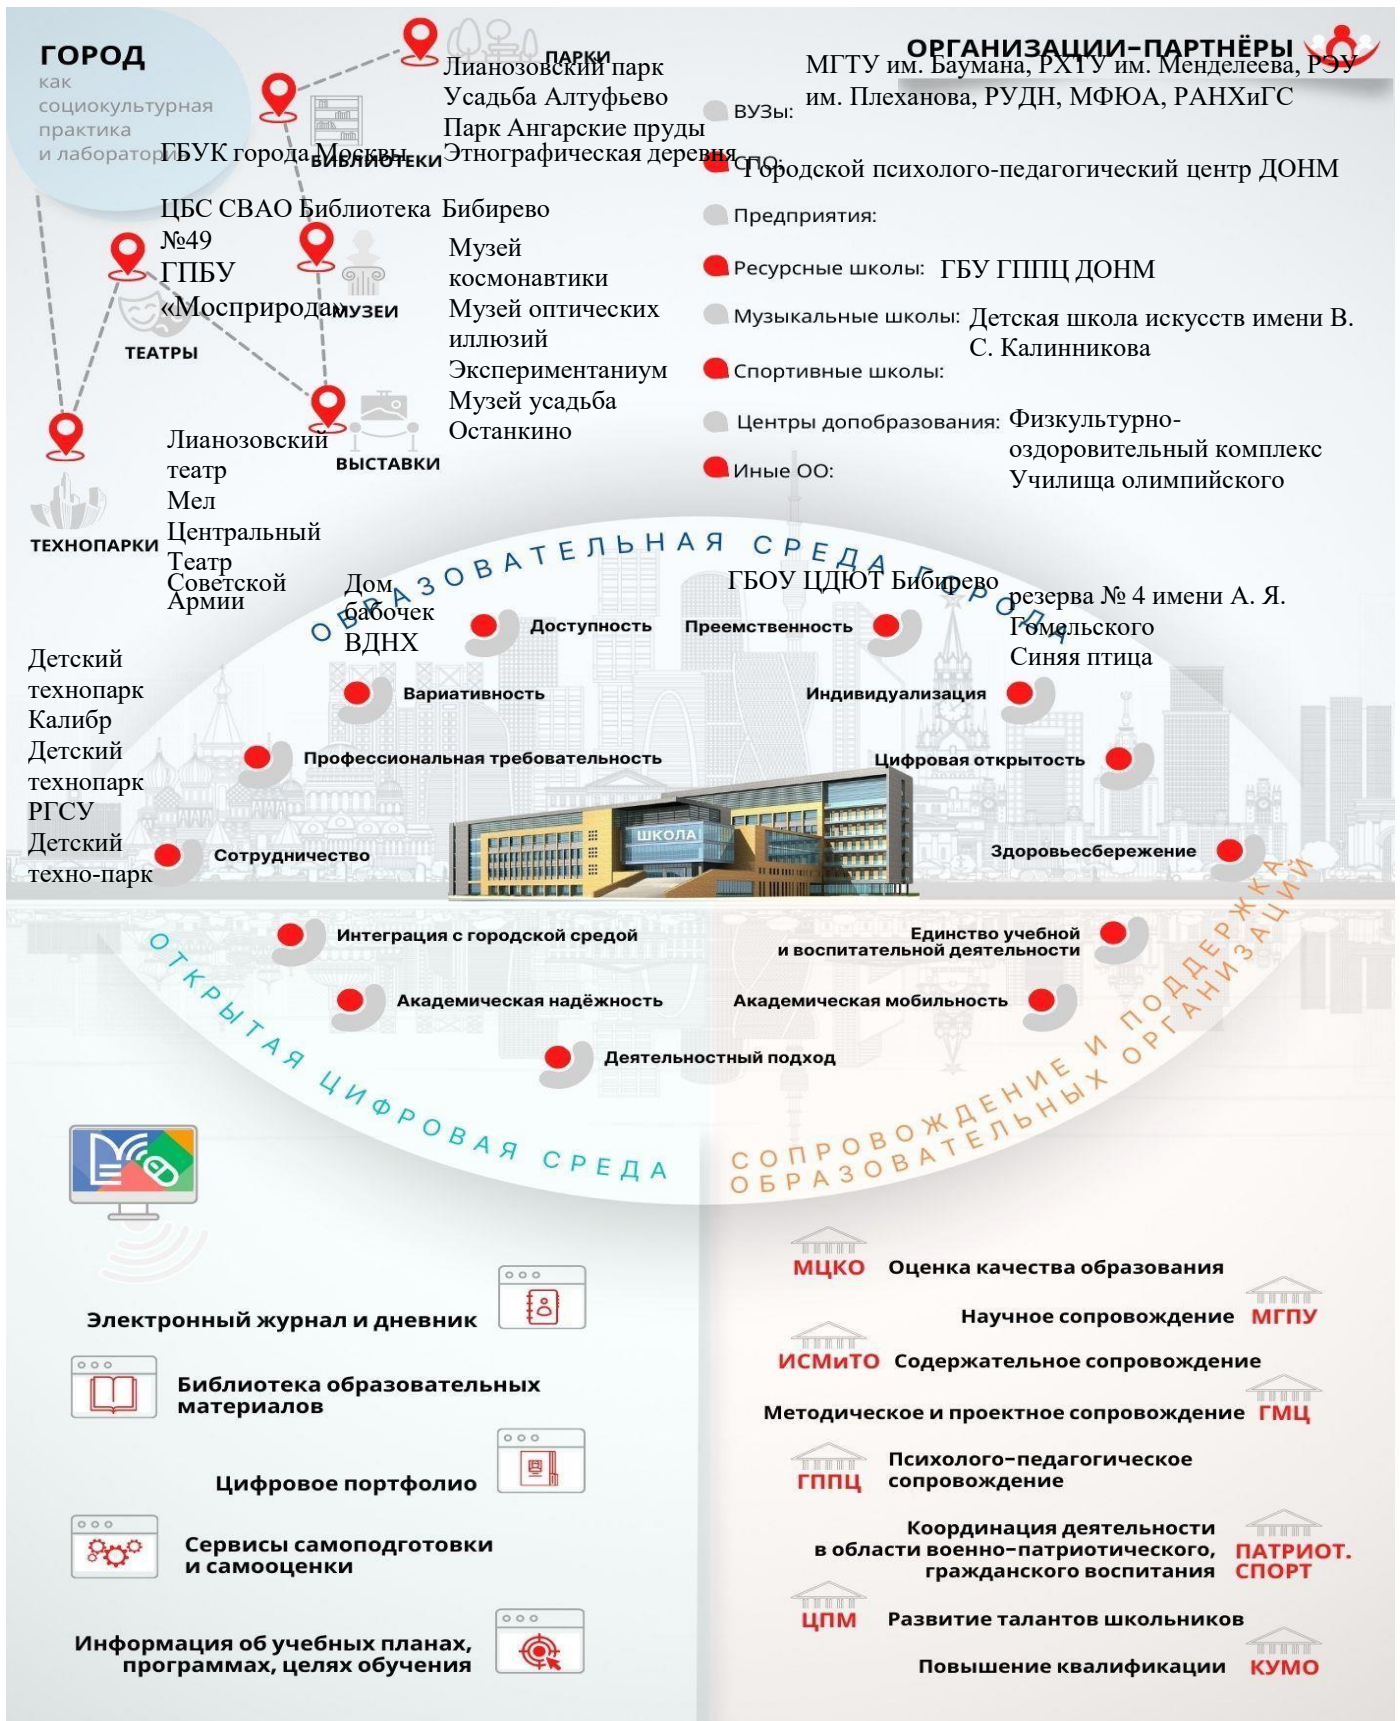 ГОРОД
как
социокультурная
практика
и лаборатория
ПАРКИ
Лианозовский парк
Усадьба Алтуфьево
Парк Ангарские пруды
Этнографическая деревня
Бибирево
БИБЛИОТЕКИ
ГБУК города Москвы
ЦБС СВАО Библиотека
№49
ГПБУ
«Мосприрода»
МУЗЕИ
Музей
космонавтики
Музей оптических
иллюзий
Экспериментаниум
Музей усадьба
Останкино
ТЕАТРЫ
Лианозовский
театр
Мел
Центральный
Театр
Советской
Армии
ВЫСТАВКИ
Дом
бабочек
ВДНХ
ТЕХНОПАРКИ
Детский
технопарк
Калибр
Детский
технопарк
РГСУ
Детский
техно-парк
ОРГАНИЗАЦИИ-ПАРТНЁРЫ
МГТУ им. Баумана, РХТУ им. Менделеева, РЭУ
ВУЗы: им. Плеханова, РУДН, МФЮА, РАНХиГС
СПО: Городской психолого-педагогический центр ДОНМ
Предприятия:
Ресурсные школы: ГБУ ГППЦ ДОНМ
Музыкальные школы: Детская школа искусств имени В.
С. Калинникова
Спортивные школы:
Центры допобразования: Физкультурно-
оздоровительный комплекс
Училища олимпийского
Иные ОО:
ГБОУ ЦДЮТ Бибирево
резерва № 4 имени А. Я.
Гомельского
Синяя птица
ОБРАЗОВАТЕЛЬНАЯ СРЕДА ГОРОДА
Доступность
Преемственность
Вариативность
Индивидуализация
Профессиональная требовательность
Цифровая открытость
ШКОЛА
Сотрудничество
Здоровьесбережение
Интеграция с городской средой
Единство учебной
и воспитательной деятельности
Академическая надёжность
Академическая мобильность
Деятельностный подход
ОТКРЫТАЯ ЦИФРОВАЯ СРЕДА
СОПРОВОЖДЕНИЕ И ПОДДЕРЖКА
ОБРАЗОВАТЕЛЬНЫХ ОРГАНИЗАЦИЙ
Электронный журнал и дневник
Библиотека образовательных
материалов
Цифровое портфолио
Сервисы самоподготовки
и самооценки
Информация об учебных планах,
программах, целях обучения
МЦКО Оценка качества образования
Научное сопровождение МГПУ
ИСМиТО Содержательное сопровождение
Методическое и проектное сопровождение ГМЦ
ГППЦ Психолого-педагогическое
сопровождение
Координация деятельности
в области военно-патриотического, ПАТРИОТ.
гражданского воспитания СПОРТ
ЦПМ Развитие талантов школьников
Повышение квалификации КУМО